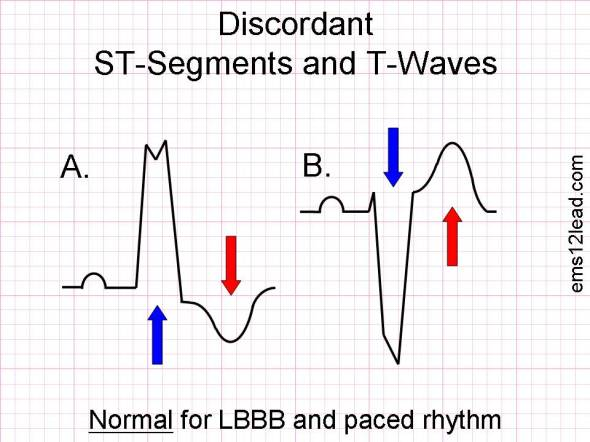 Discordant
ST-Segments and T-Waves
A.
B.
ems12lead.com
Normal for LBBB and paced rhythm